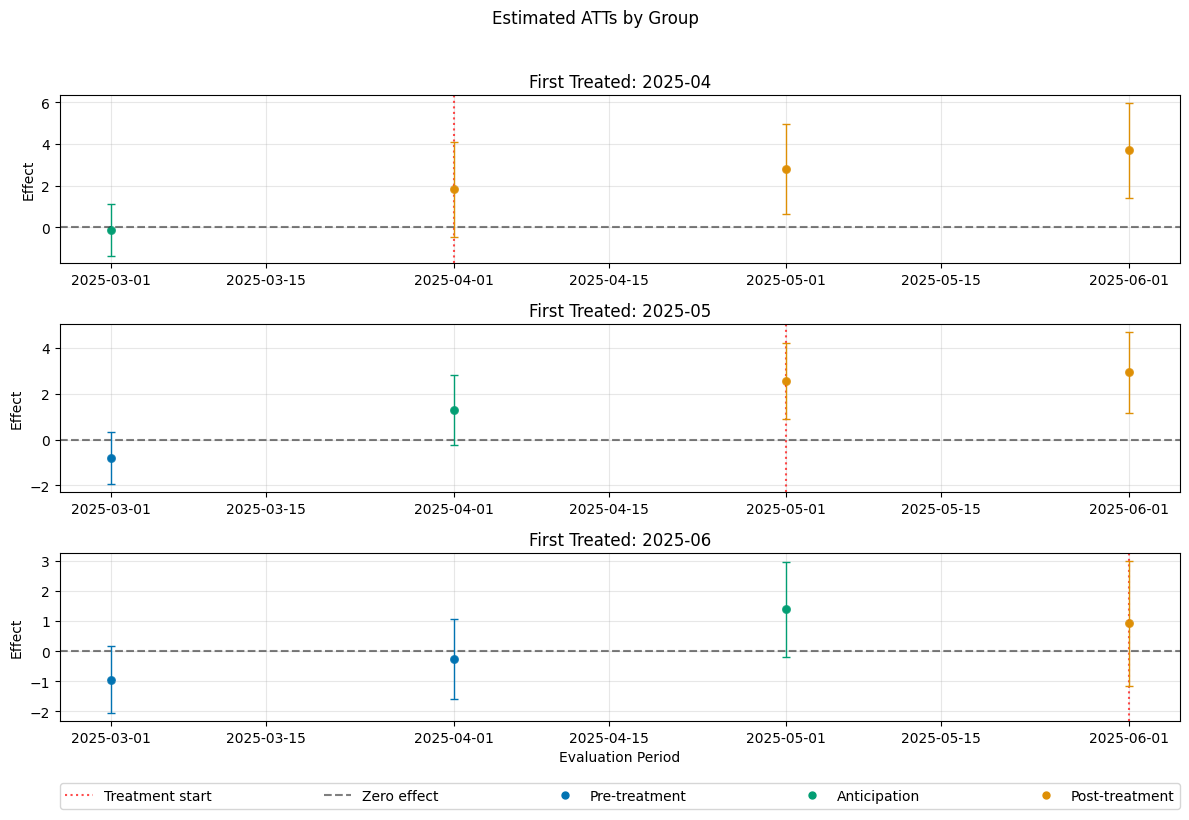 Estimated ATTs by Group
First Treated: 2025-04
6
4
2
0
Effect
2025-03-01 2025-03-15 2025-04-01 2025-04-15 2025-05-01 2025-05-15 2025-06-01
First Treated: 2025-05
4
2
0
−2
Effect
2025-03-01 2025-03-15 2025-04-01 2025-04-15 2025-05-01 2025-05-15 2025-06-01
First Treated: 2025-06
3
2
1
0
−1
−2
Effect
2025-03-01 2025-03-15 2025-04-01 2025-04-15 2025-05-01 2025-05-15 2025-06-01
Evaluation Period
Treatment start Zero effect Pre-treatment Anticipation Post-treatment